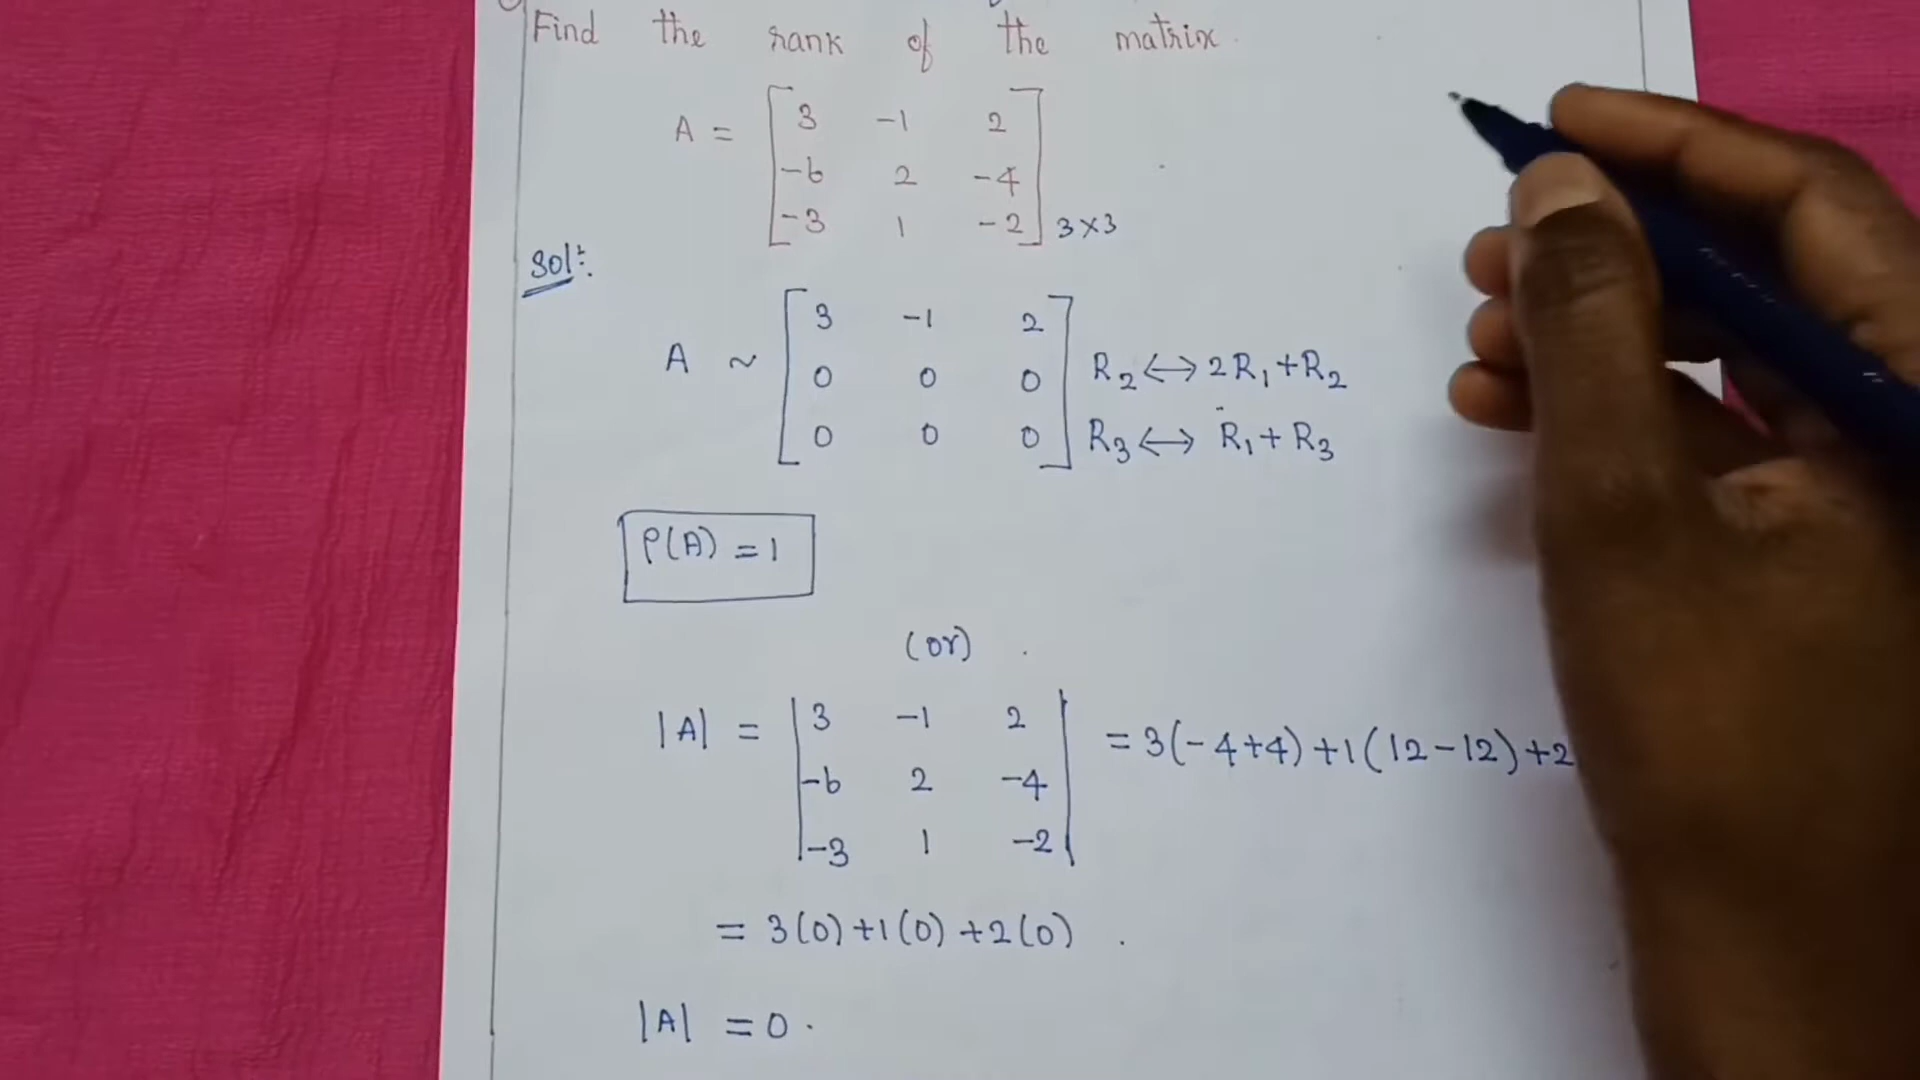 Find the rank of the matrix.
A = [ 3 -1 2
-6 2 -4
-3 1 -2 ] 3×3
Sol:
A ~ [ 3 -1 2
0 0 0 ] R₂ ↔ 2R₁+R₂
0 0 0 ] R₃ ↔ R₁+R₃
ρ(A) = 1
(or)
|A| = | 3 -1 2 | = 3(-4+4)+1(12-12)+2
-6 2 -4
-3 1 -2
= 3(0)+1(0)+2(0)
|A| = 0.